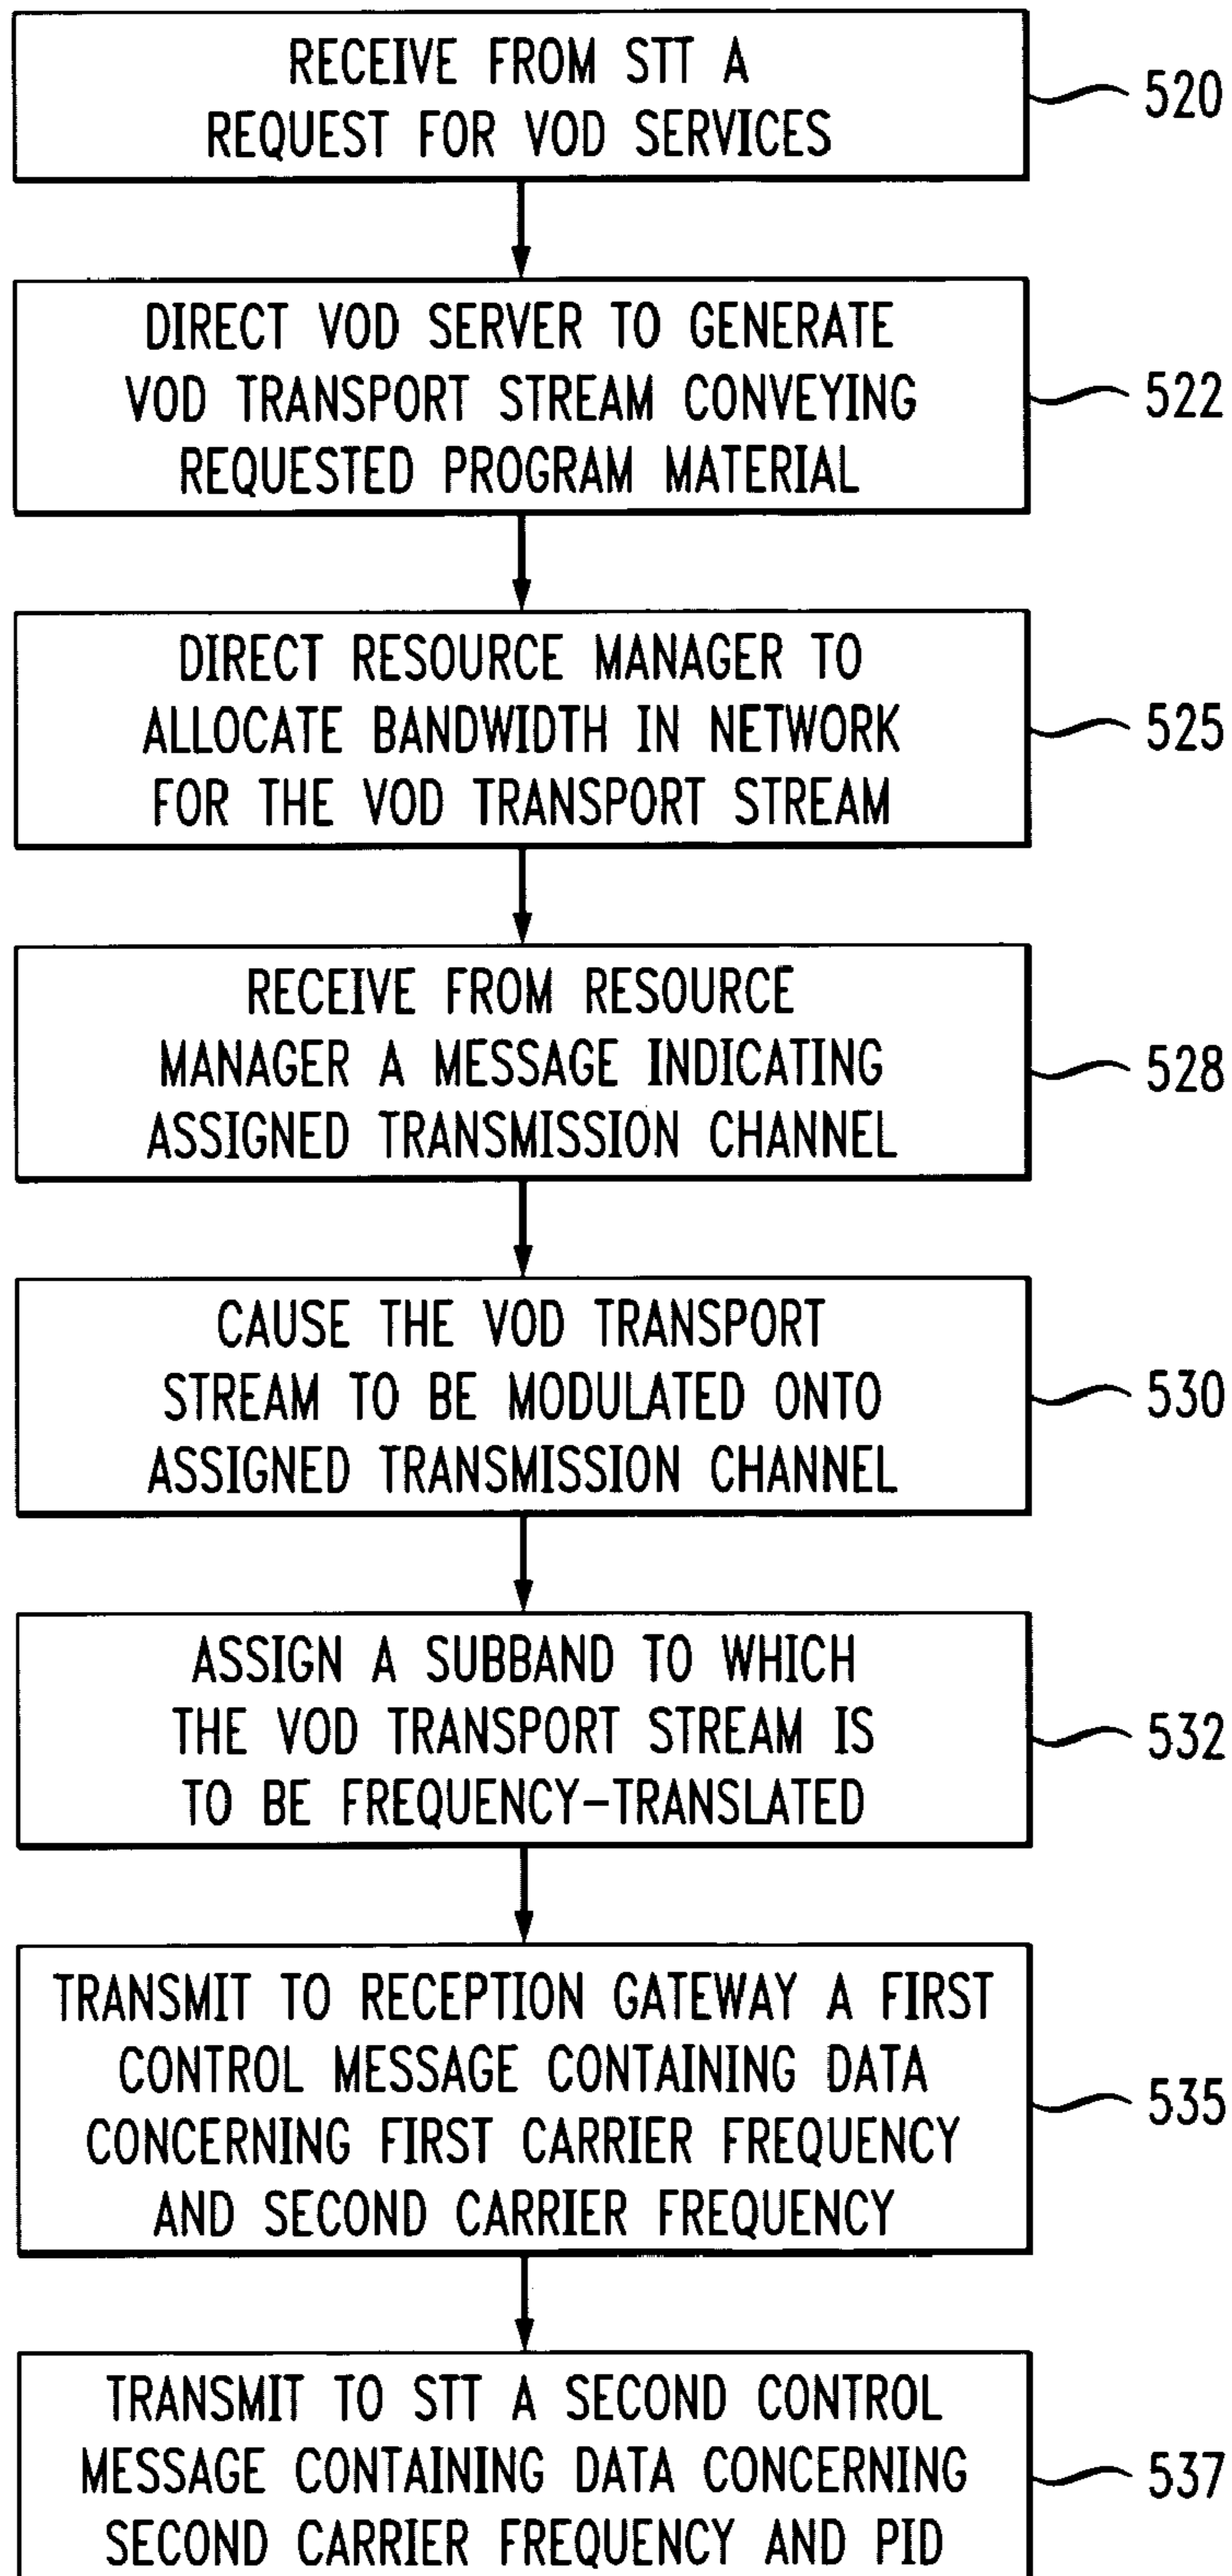 RECEIVE FROM STT A
REQUEST FOR VOD SERVICES
520
DIRECT VOD SERVER TO GENERATE
VOD TRANSPORT STREAM CONVEYING
REQUESTED PROGRAM MATERIAL
522
DIRECT RESOURCE MANAGER TO
ALLOCATE BANDWIDTH IN NETWORK
FOR THE VOD TRANSPORT STREAM
525
RECEIVE FROM RESOURCE
MANAGER A MESSAGE INDICATING
ASSIGNED TRANSMISSION CHANNEL
528
CAUSE THE VOD TRANSPORT
STREAM TO BE MODULATED ONTO
ASSIGNED TRANSMISSION CHANNEL
530
ASSIGN A SUBBAND TO WHICH
THE VOD TRANSPORT STREAM IS
TO BE FREQUENCY-TRANSLATED
532
TRANSMIT TO RECEPTION GATEWAY A FIRST
CONTROL MESSAGE CONTAINING DATA
CONCERNING FIRST CARRIER FREQUENCY
AND SECOND CARRIER FREQUENCY
535
TRANSMIT TO STT A SECOND CONTROL
MESSAGE CONTAINING DATA CONCERNING
SECOND CARRIER FREQUENCY AND PID
537